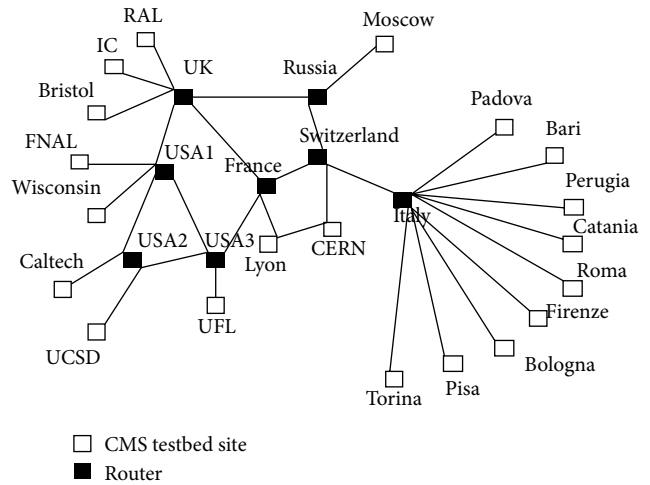 RAL
Moscow
IC
UK
Russia
Bristol
Padova
Bari
FNAL
USA1
France
Switzerland
Wisconsin
Perugia
Italy
Catania
USA2
USA3
Lyon
CERN
Caltech
Roma
Firenze
UFL
UCSD
Bologna
Torina
Pisa
CMS testbed site
Router